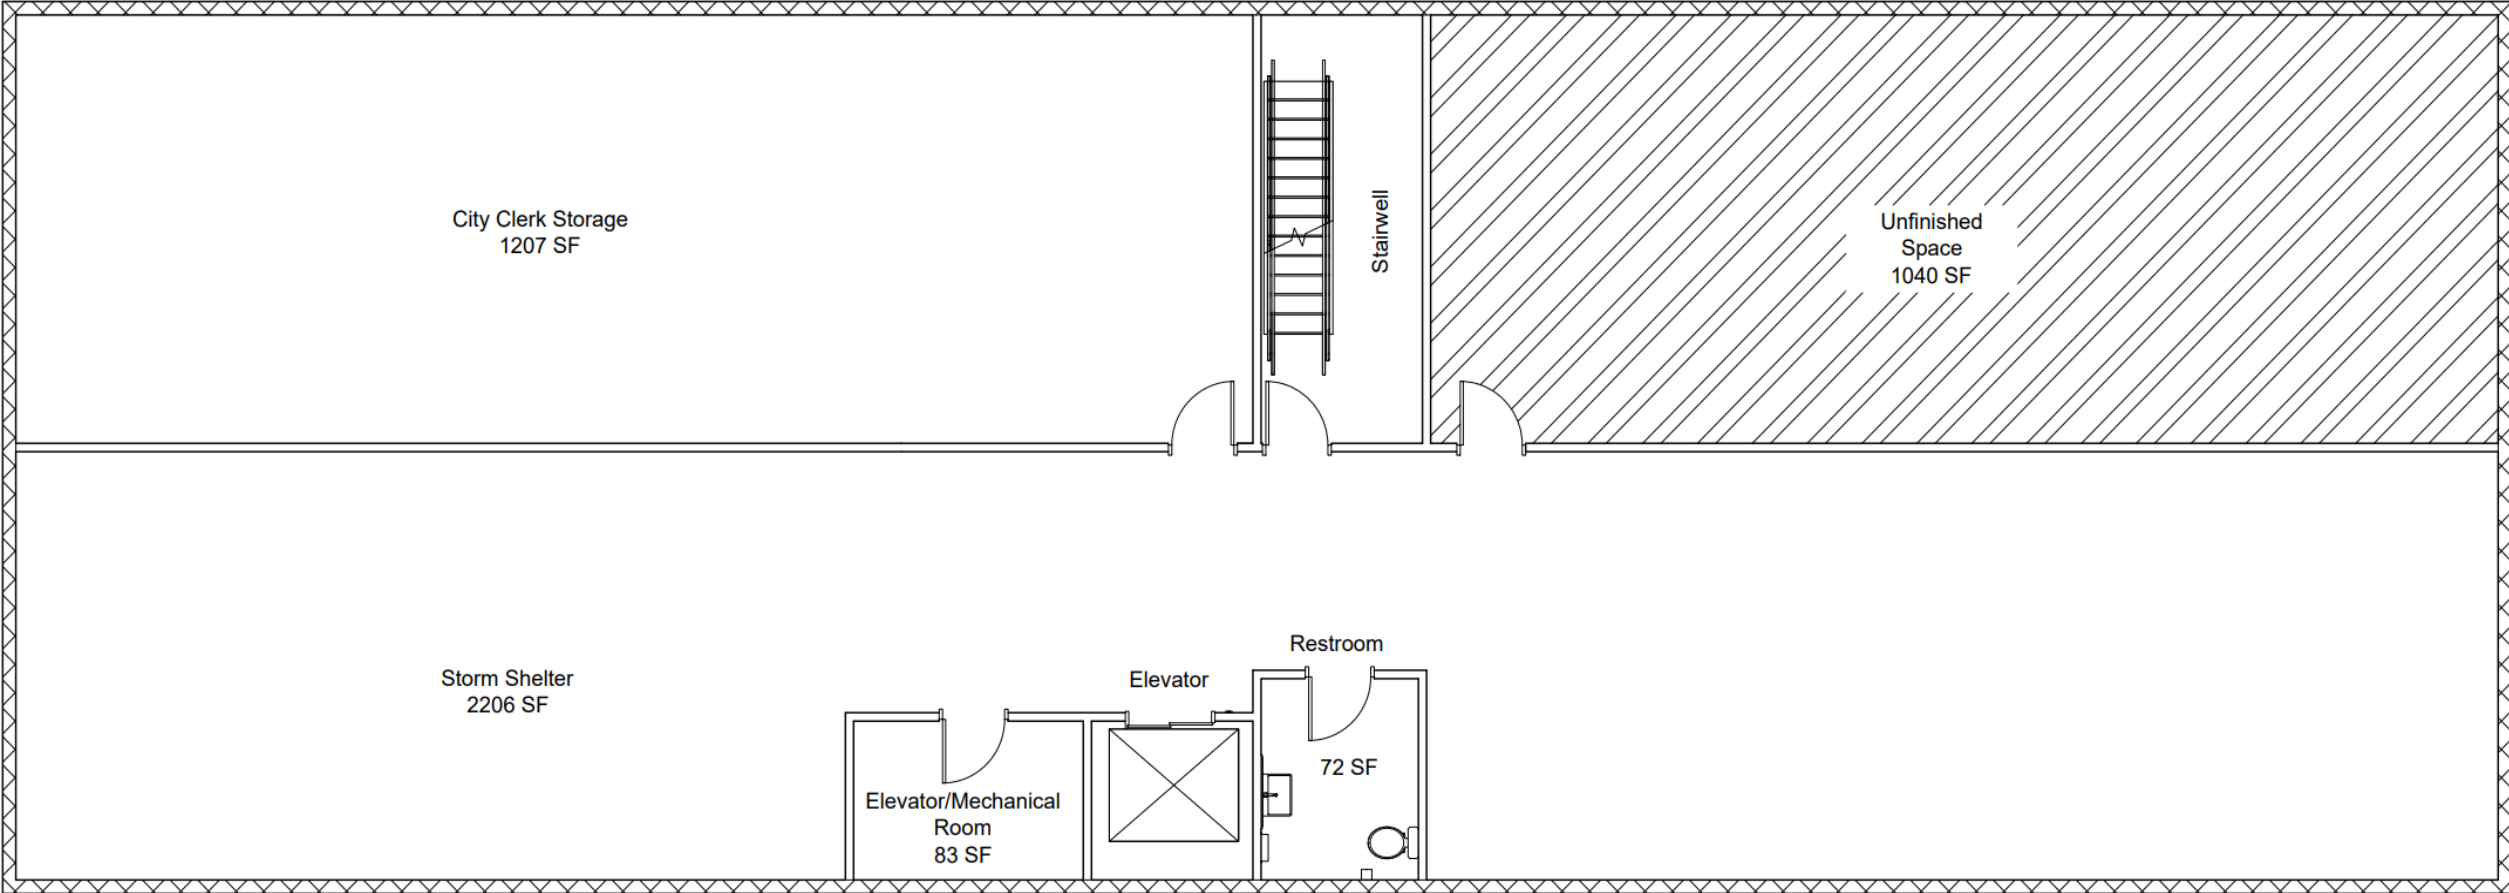 City Clerk Storage
1207 SF
Stairwell
Unfinished
Space
1040 SF
Storm Shelter
2206 SF
Elevator/Mechanical
Room
83 SF
Elevator
Restroom
72 SF